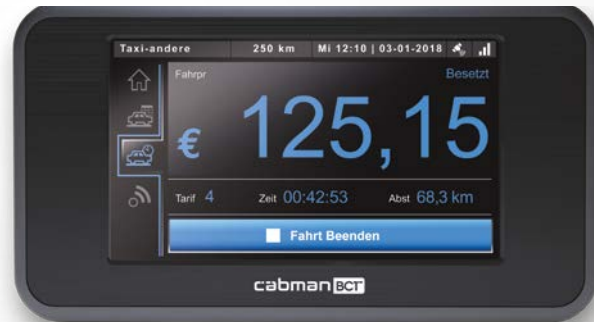 Taxi-andere 250 km Mi 12:10 | 03-01-2018
Fahrpr Besetzt
€ 125,15
Tarif 4 Zeit 00:42:53 Abst 68,3 km
Fahrt Beenden
cabman BCT